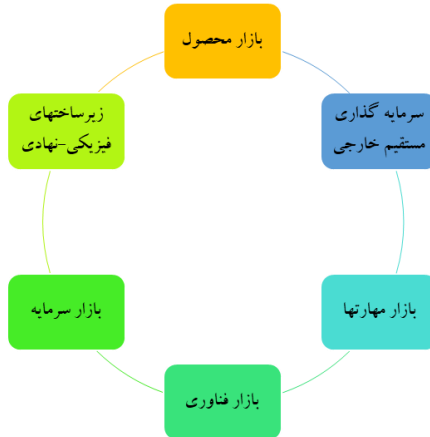 بازار محصول
سرمایه گذاری
مستقیم خارجی
بازار مهارتها
بازار فناوری
بازار سرمایه
زیرساختهای
فیزیکی-نهادی